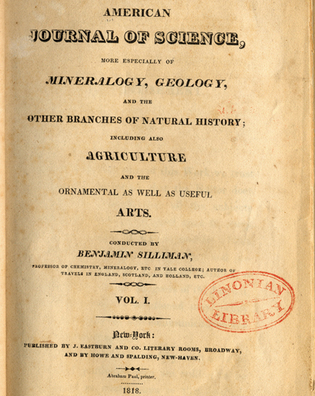 AMERICAN
JOURNAL OF SCIENCE,
MORE ESPECIALLY OF
MINERALOGY, GEOLOGY,
AND THE
OTHER BRANCHES OF NATURAL HISTORY;
INCLUDING ALSO
AGRICULTURE
AND THE
ORNAMENTAL AS WELL AS USEFUL
ARTS.
CONDUCTED BY
BENJAMIN SILLIMAN,
PROFESSOR OF CHEMISTRY, MINERALOGY, ETC. IN YALE COLLEGE; AUTHOR OF
TRAVELS IN ENGLAND, SCOTLAND, AND HOLLAND, ETC.
VOL. I.
LINONIAN
LIBRARY
New-York:
PUBLISHED BY J. EASTBURN AND CO. LITERARY ROOMS, BROADWAY;
AND BY HOWE AND SPALDING, NEW-HAVEN.
Abraham Paul, printer.
1818.